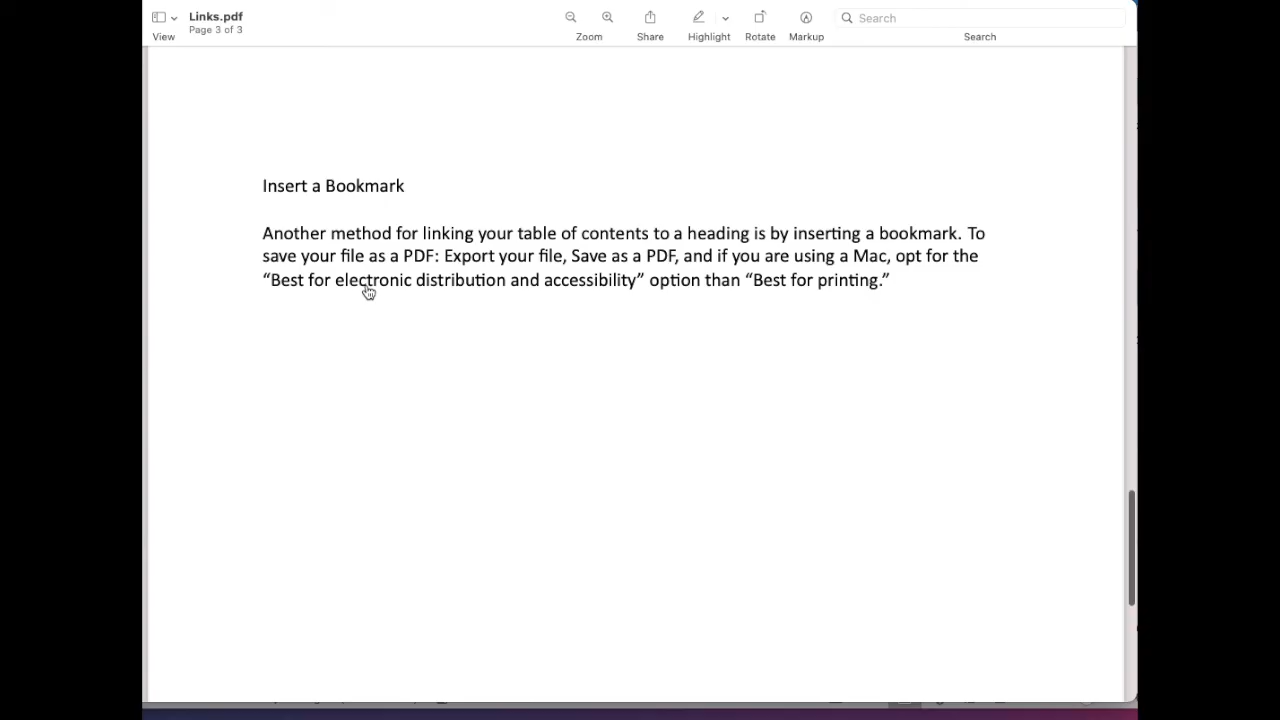 Links.pdf
Page 3 of 3
View
Zoom
Share
Highlight
Rotate
Markup
Search
Search
Insert a Bookmark
Another method for linking your table of contents to a heading is by inserting a bookmark. To
save your file as a PDF: Export your file, Save as a PDF, and if you are using a Mac, opt for the
“Best for electronic distribution and accessibility” option than “Best for printing.”